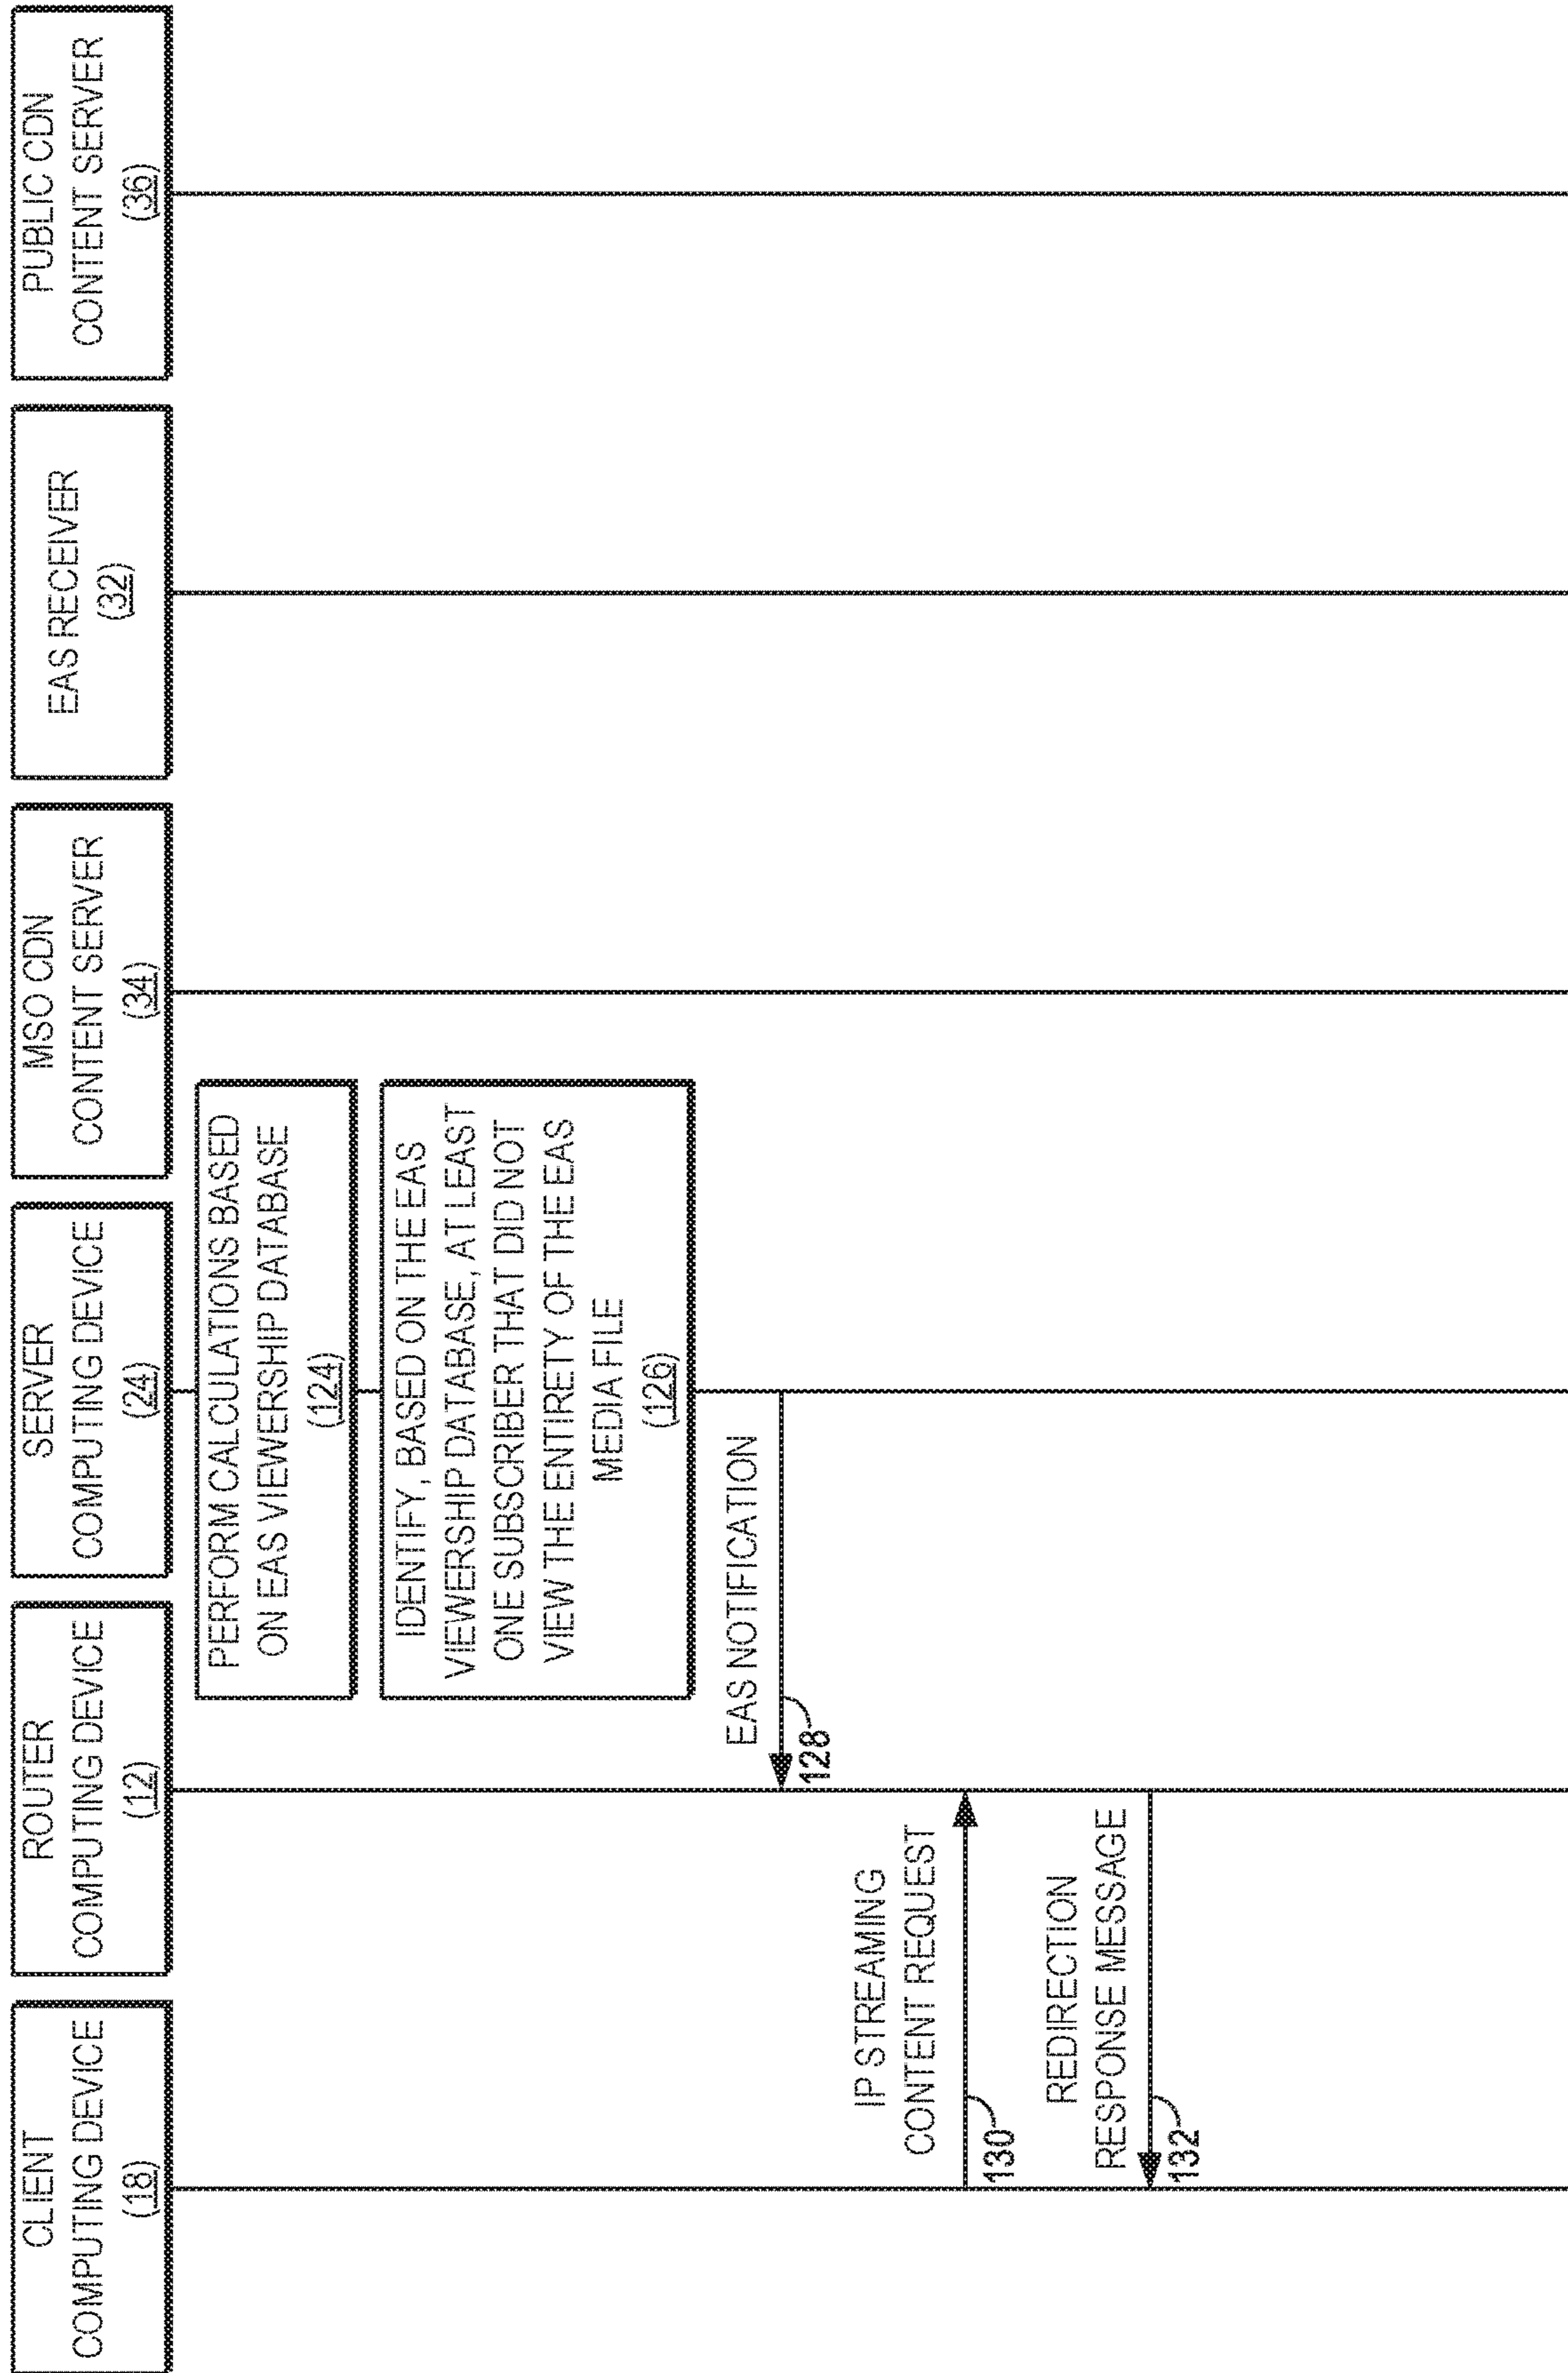 CLIENT
COMPUTING DEVICE
(18)
ROUTER
COMPUTING DEVICE
(12)
SERVER
COMPUTING DEVICE
(24)
MSO CDN
CONTENT SERVER
(34)
EAS RECEIVER
(32)
PUBLIC CDN
CONTENT SERVER
(36)
PERFORM CALCULATIONS BASED
ON EAS VIEWERSHIP DATABASE
(124)
IDENTIFY, BASED ON THE EAS
VIEWERSHIP DATABASE, AT LEAST
ONE SUBSCRIBER THAT DID NOT
VIEW THE ENTIRETY OF THE EAS
MEDIA FILE
(126)
EAS NOTIFICATION
128
IP STREAMING
CONTENT REQUEST
130
REDIRECTION
RESPONSE MESSAGE
132